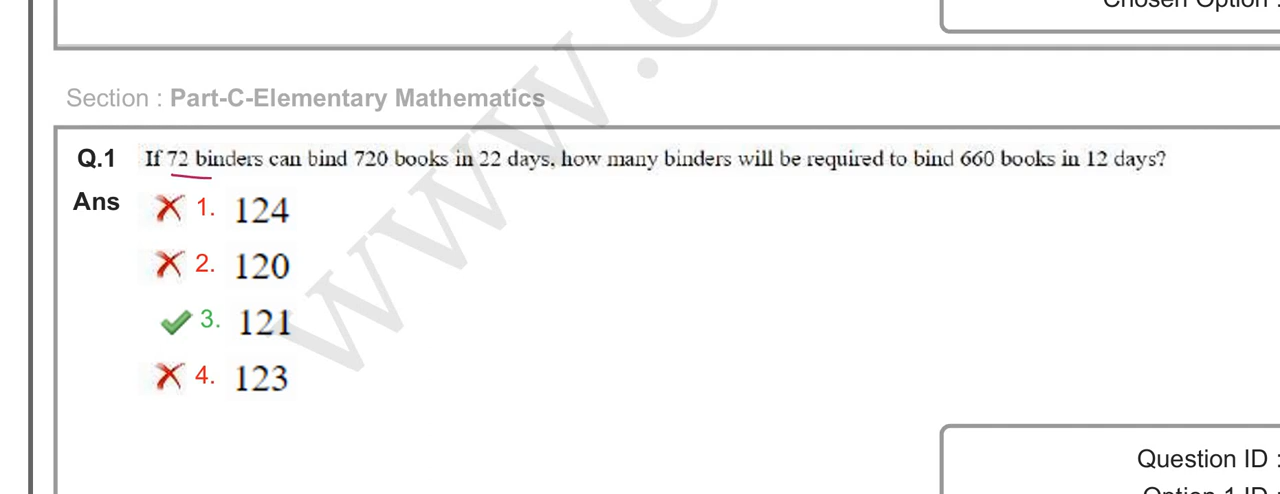 Section : Part-C-Elementary Mathematics
Q.1 If 72 binders can bind 720 books in 22 days, how many binders will be required to bind 660 books in 12 days?
Ans 1. 124
2. 120
3. 121
4. 123
Question ID :
www.e